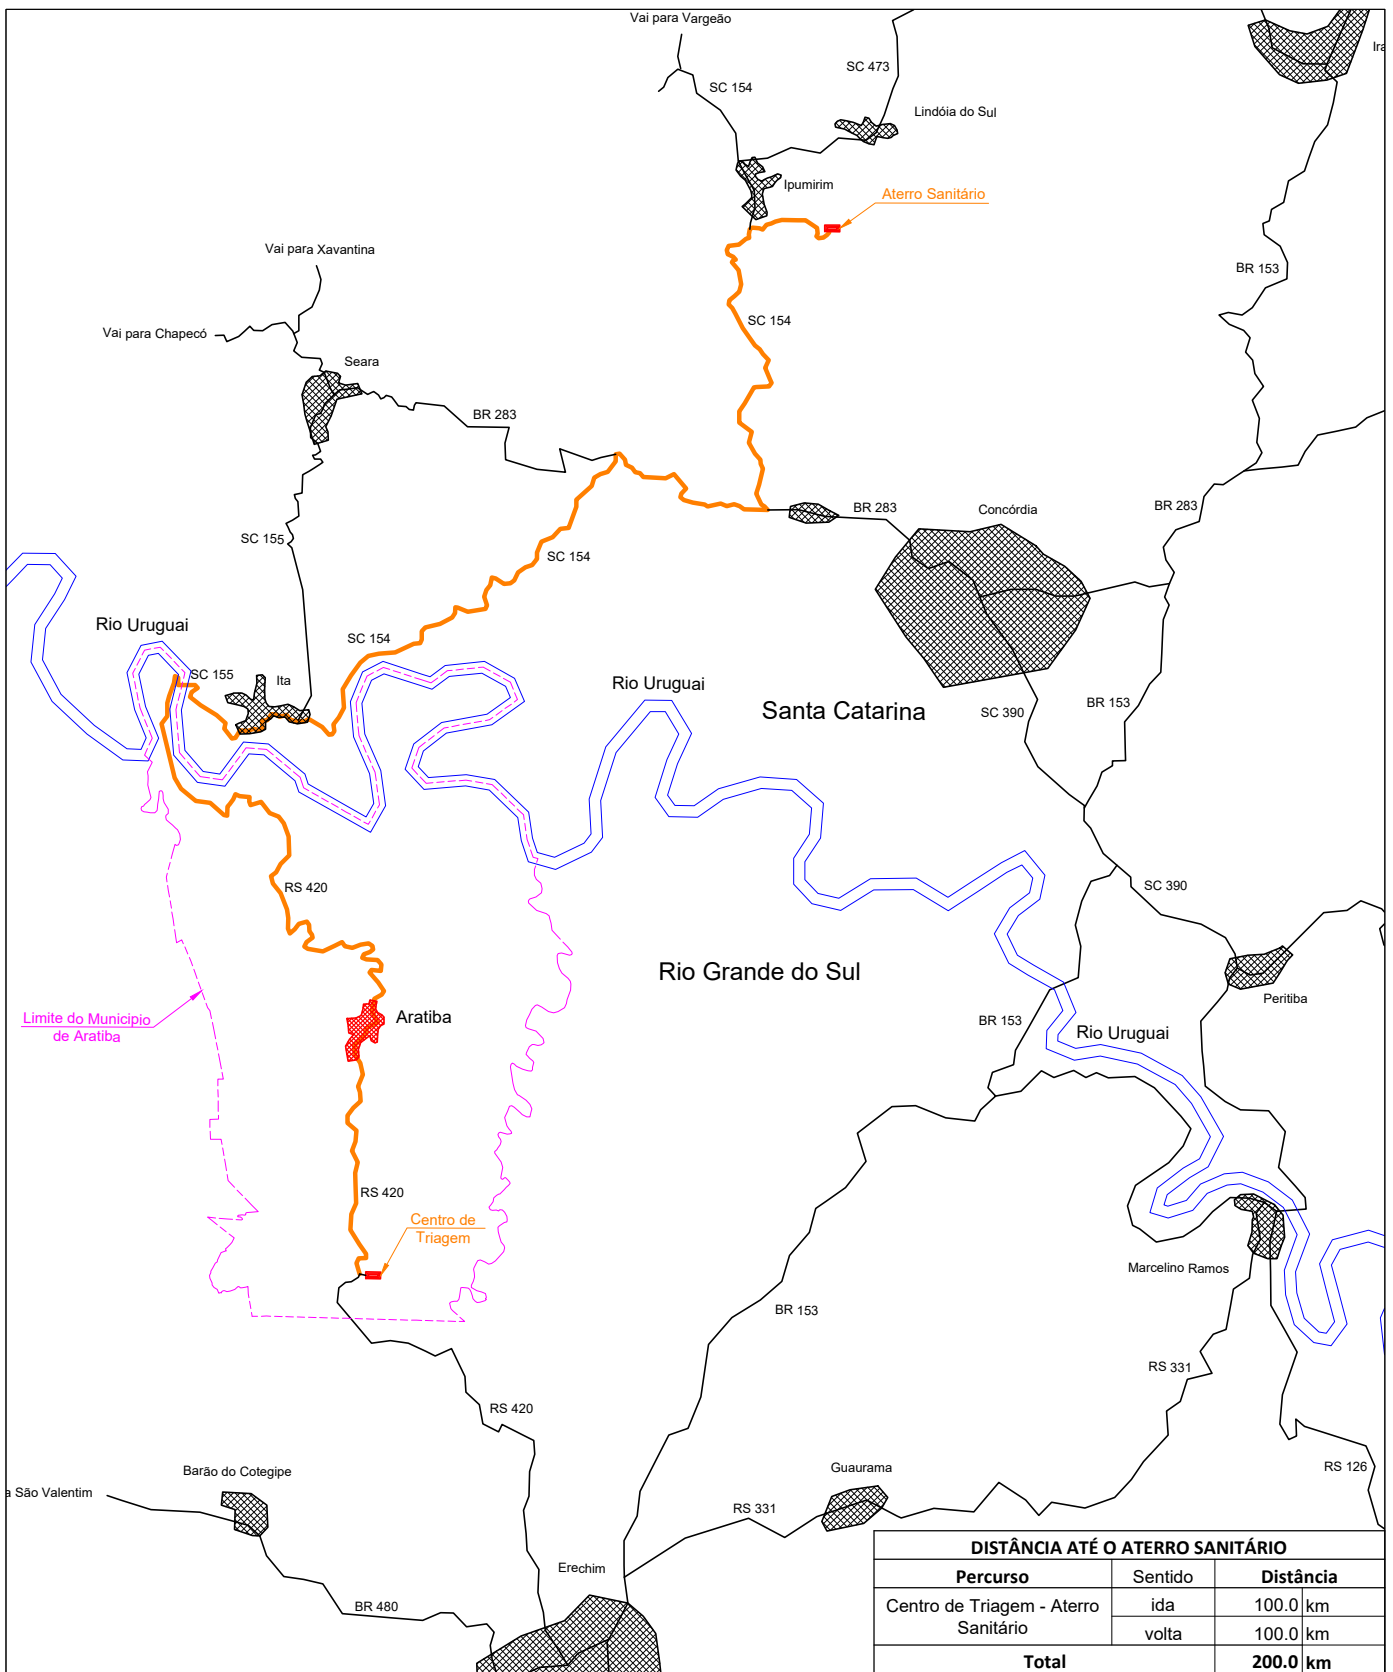 Vai para Vargeão
Ira
SC 473
SC 154
Lindóia do Sul
Ipumirim
Aterro Sanitário
Vai para Xavantina
BR 153
Vai para Chapecó
SC 154
Seara
BR 283
BR 283
Concórdia
BR 283
SC 155
SC 154
Rio Uruguai
SC 154
SC 155
Ita
Rio Uruguai
Santa Catarina
SC 390
BR 153
RS 420
SC 390
Rio Grande do Sul
Peritiba
Limite do Municipio
de Aratiba
Aratiba
BR 153
Rio Uruguai
RS 420
Centro de
Triagem
Marcelino Ramos
BR 153
RS 331
RS 420
Barão do Cotegipe
Guaurama
RS 126
a São Valentim
RS 331
Erechim
BR 480
DISTÂNCIA ATÉ O ATERRO SANITÁRIO
Percurso Sentido Distância
Centro de Triagem - Aterro
Sanitário
ida 100.0 km
volta 100.0 km
Total 200.0 km